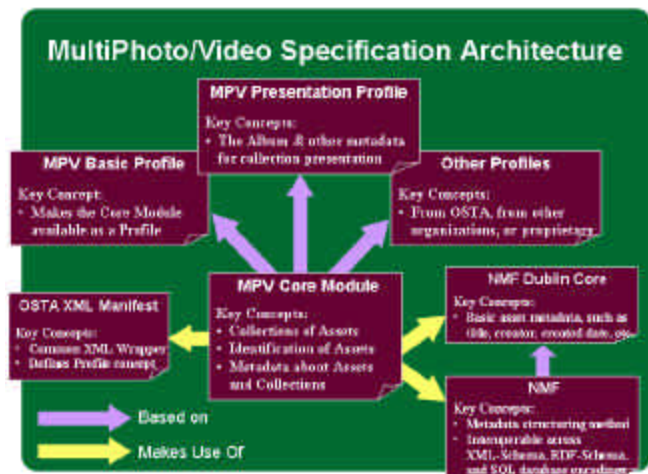 MultiPhoto/Video Specification Architecture
MPV Presentation Profile
Key Concepts:
• The Album & other metadata
for collection presentation
MPV Basic Profile
Key Concept:
• Makes the Core Module
available as a Profile
Other Profiles
Key Concepts:
• From OSTA, from other
organizations, or proprietary
MPV Core Module
Key Concepts:
• Collections of Assets
• Identification of Assets
• Metadata about Assets
and Collections
OSTA XML Manifest
Key Concepts:
• Common XML Wrapper
• Defines Profile concept
NMF Dublin Core
Key Concepts:
• Basic asset metadata, such as
title, creator, created date, etc.
NMF
Key Concepts:
• Metadata structuring method
• Interoperable across
XML-Schema, RDF-Schema,
and SQL database encodings
Based on
Makes Use Of